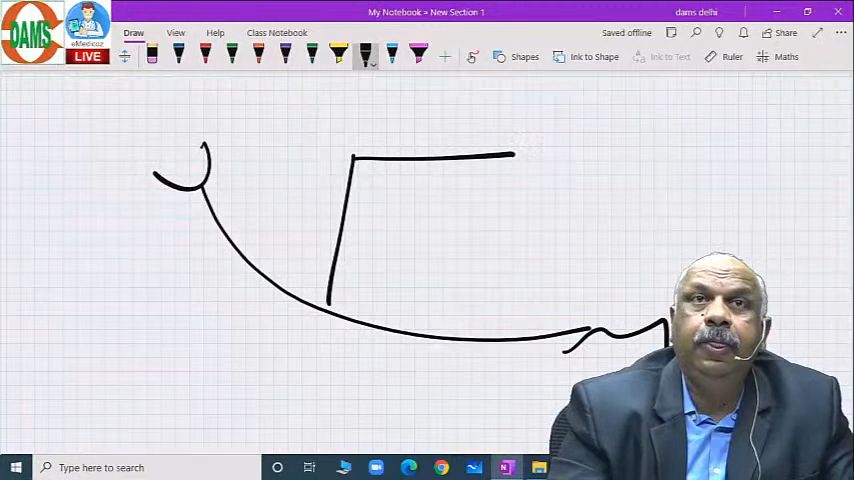 My Notebook = New Section 1
dams delhi
DAMS
eMedicoz
LIVE
Draw
View
Help
Class Notebook
Saved offline
Share
Shapes
Ink to Shape
Ink to Text
Ruler
Maths
Type here to search